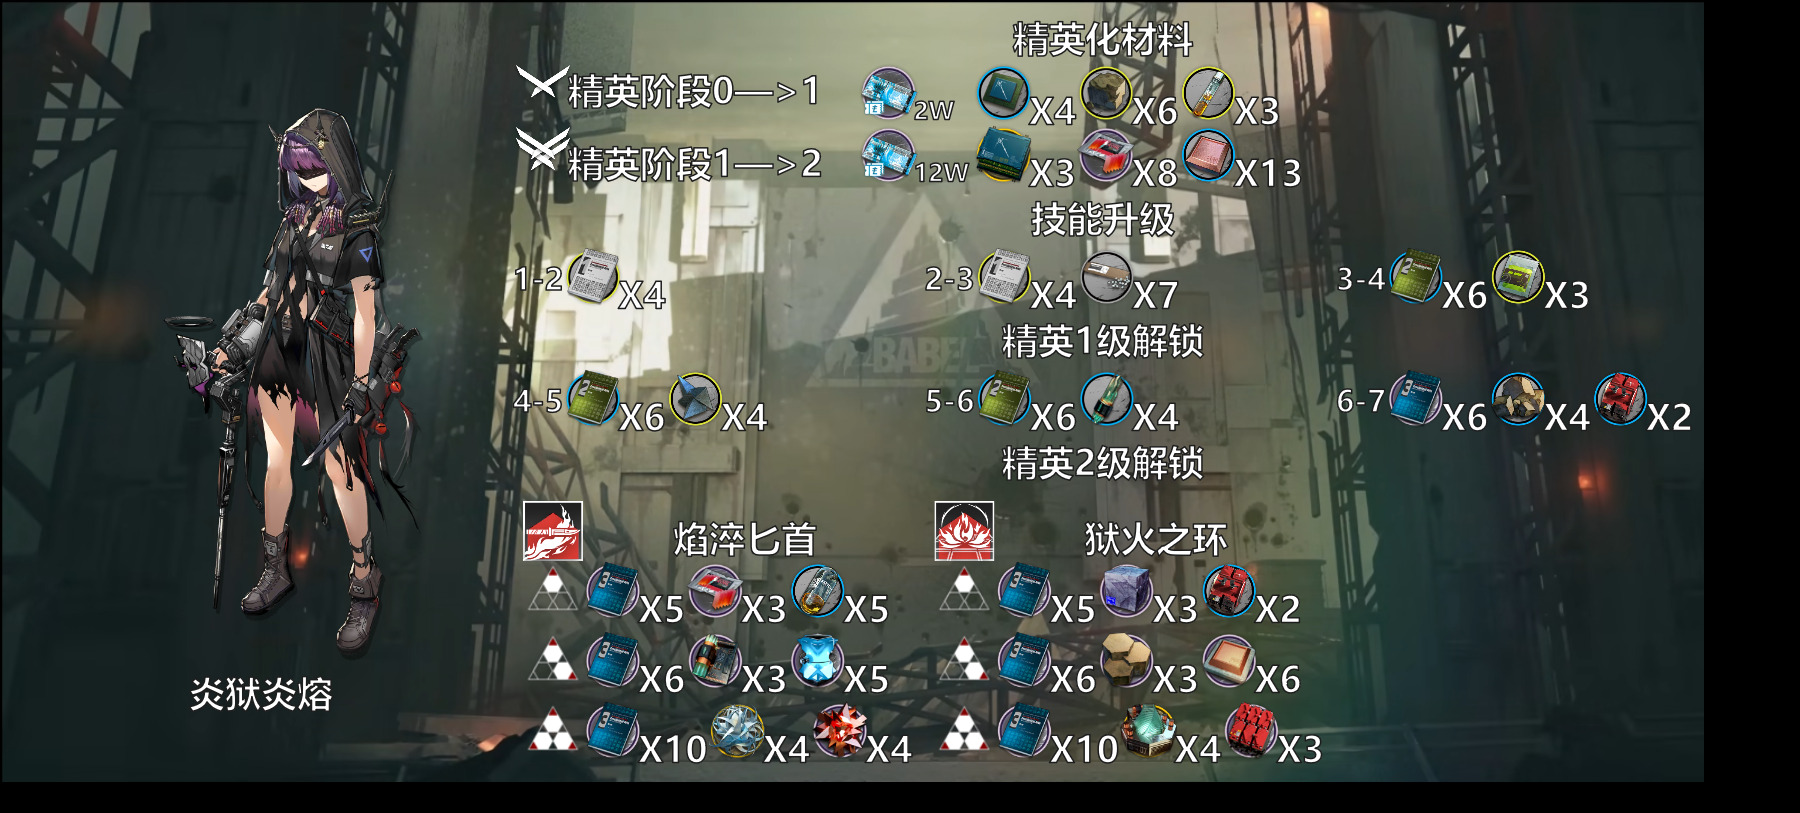 精英化材料
精英阶段0—>1 2W X4 X6 X3
精英阶段1—>2 12W X3 X8 X13
技能升级
1-2 X4 2-3 X4 X7 3-4 X6 X3
精英1级解锁
BABEL
4-5 X6 X4 5-6 X6 X4 6-7 X6 X4 X2
精英2级解锁
焰淬匕首 狱火之环
X5 X3 X5 X5 X3 X2
X6 X3 X5 X6 X3 X6
炎狱炎熔
X10 X4 X4 X10 X4 X3